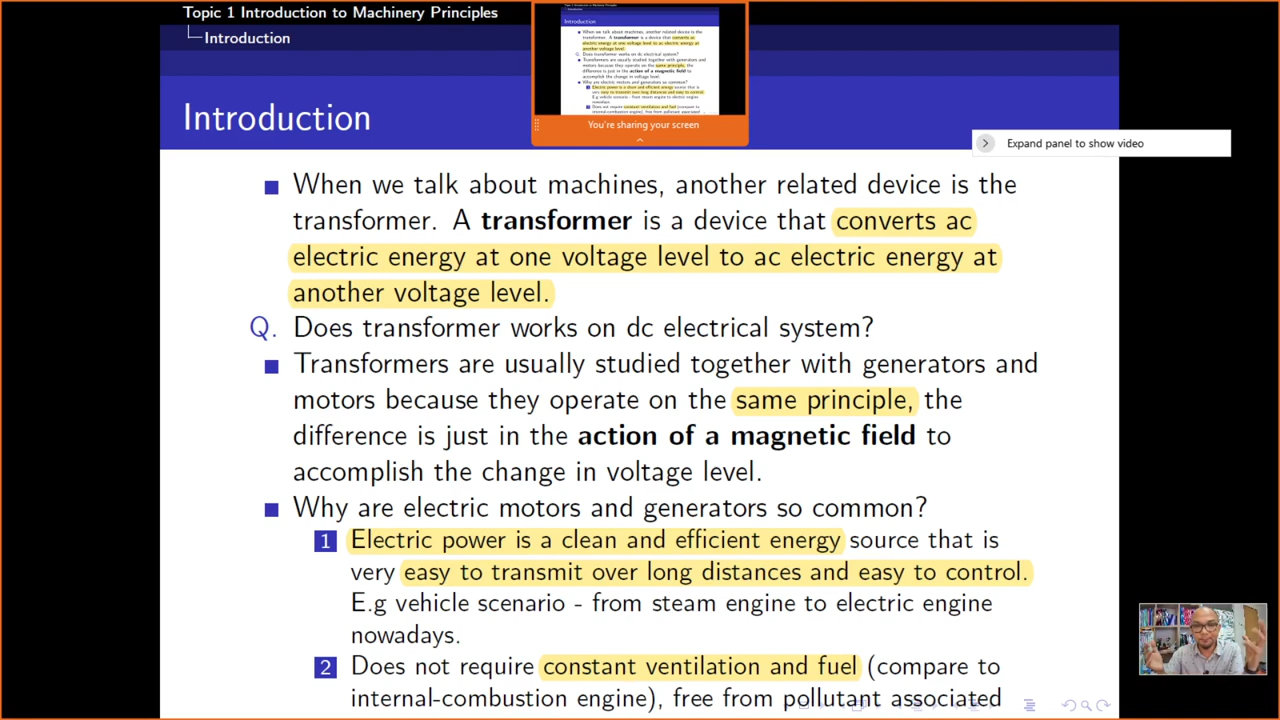 Topic 1 Introduction to Machinery Principles
Introduction
Introduction
You're sharing your screen
Expand panel to show video
When we talk about machines, another related device is the
transformer. A transformer is a device that converts ac
electric energy at one voltage level to ac electric energy at
another voltage level.
Q. Does transformer works on dc electrical system?
Transformers are usually studied together with generators and
motors because they operate on the same principle, the
difference is just in the action of a magnetic field to
accomplish the change in voltage level.
Why are electric motors and generators so common?
1 Electric power is a clean and efficient energy source that is
very easy to transmit over long distances and easy to control.
E.g vehicle scenario - from steam engine to electric engine
nowadays.
2 Does not require constant ventilation and fuel (compare to
internal-combustion engine), free from pollutant associated